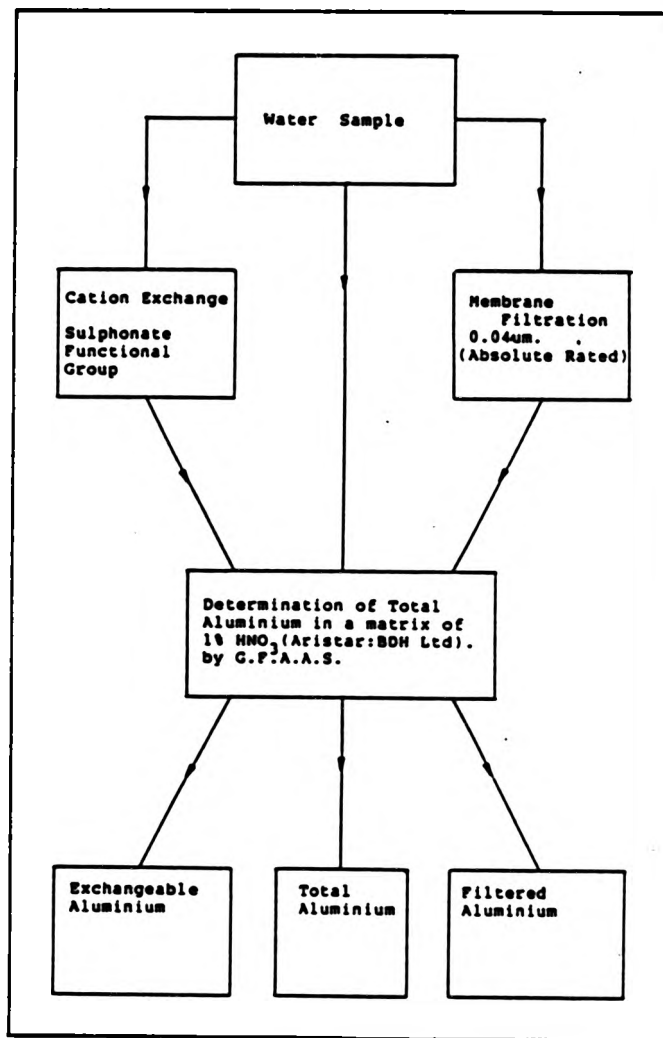 Water Sample
Cation Exchange
Sulphonate
Functional
Group
Membrane
Filtration
0.04um.
(Absolute Rated)
Determination of Total
Aluminium in a matrix of
1% HNO3(Aristar:BDH Ltd).
by G.F.A.A.S.
Exchangeable
Aluminium
Total
Aluminium
Filtered
Aluminium